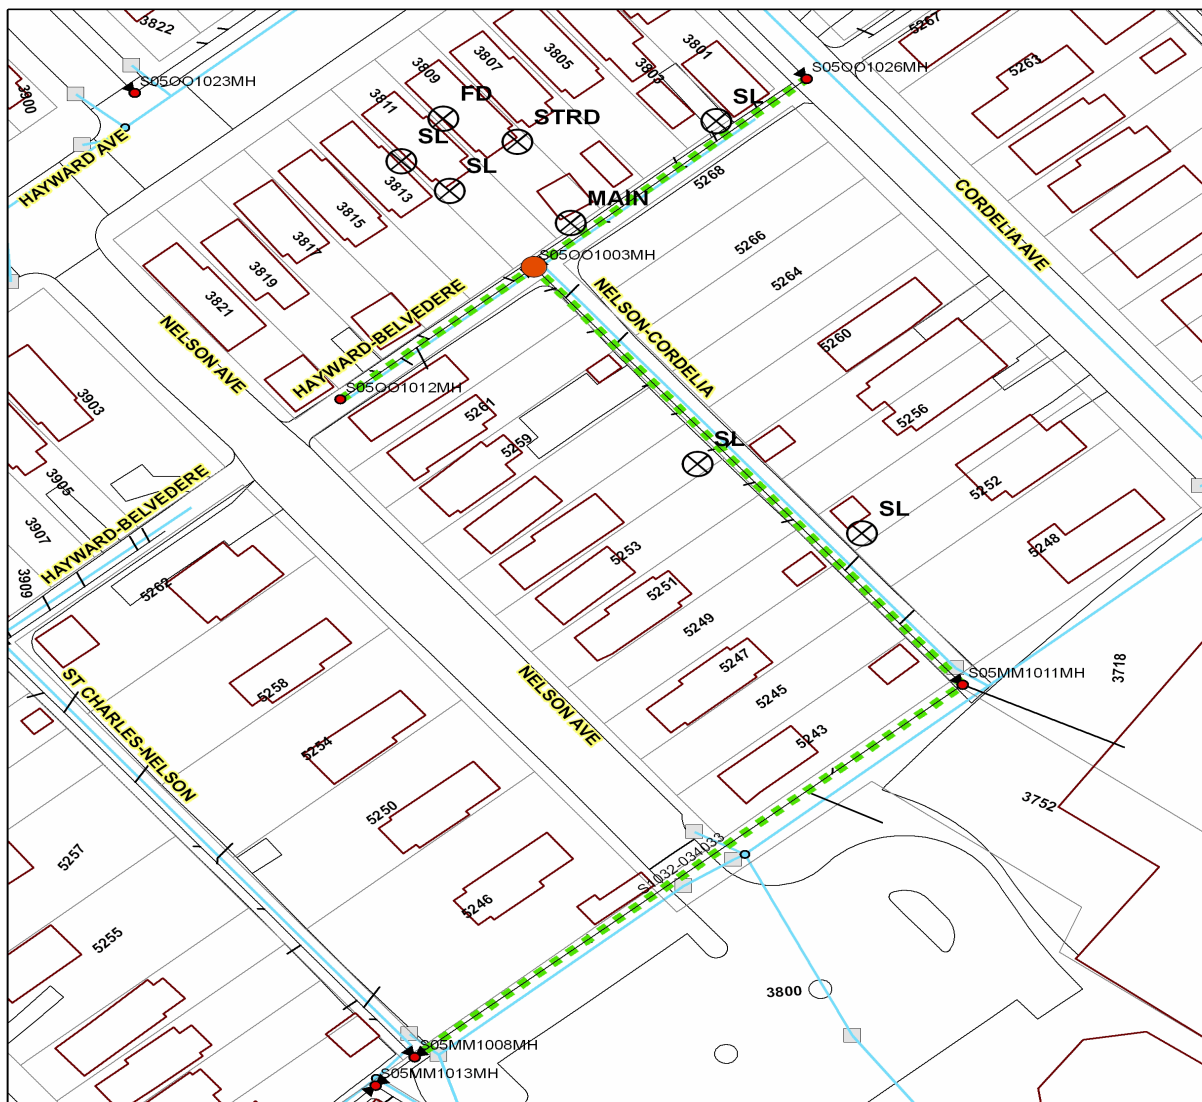 3822
5267
3801
3805
3807
3809
3803
5263
S05OO1026MH
S05OO1023MH
3900
FD
SL
3811
STRD
SL
HAYWARD AVE
SL
3813
5268
MAIN
CORDELIA AVE
3815
3817
5266
S05OO1003MH
3819
5264
3821
NELSON-CORDELIA
HAYWARD-BELVEDERE
NELSON AVE
5260
S05OO1012MH
3903
5261
5256
5259
SL
3905
HAYWARD-BELVEDERE
5252
SL
3907
5248
5253
3909
5262
5251
5249
5247
3718
S05MM1011MH
ST CHARLES-NELSON
5258
5245
NELSON AVE
5243
5254
3752
5250
S1032-034033
5257
5246
5255
3800
S05MM1008MH
S05MM1013MH